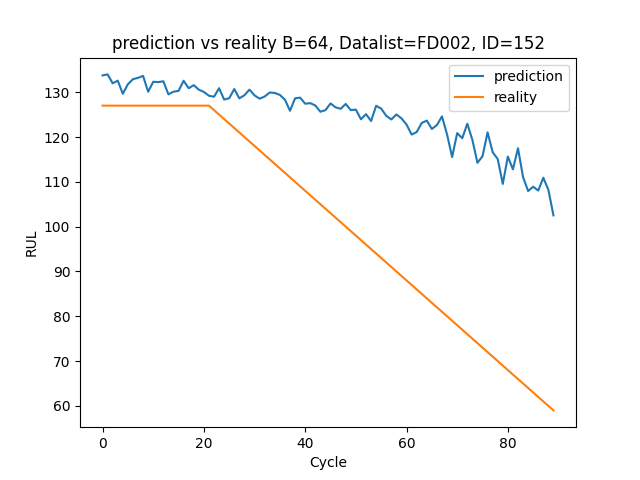 prediction vs reality B=64, Datalist=FD002, ID=152
prediction
reality
130
120
110
100
90
80
70
60
RUL
0 20 40 60 80
Cycle